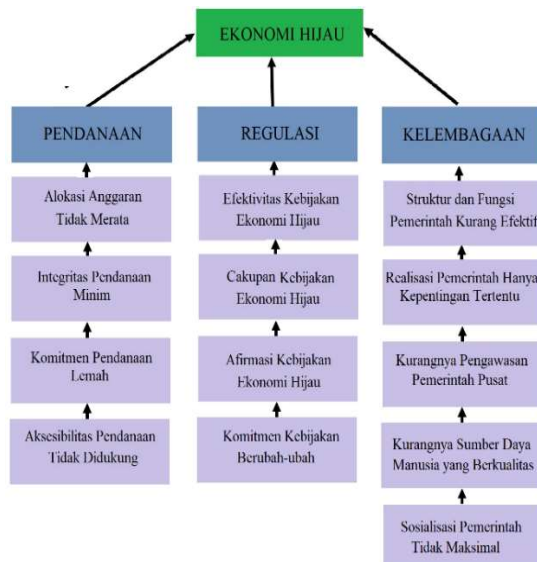 EKONOMI HIJAU
PENDANAAN
Alokasi Anggaran
Tidak Merata
Integritas Pendanaan
Minim
Komitmen Pendanaan
Lemah
Aksesibilitas Pendanaan
Tidak Didukung
REGULASI
Efektivitas Kebijakan
Ekonomi Hijau
Cakupan Kebijakan
Ekonomi Hijau
Afirmasi Kebijakan
Ekonomi Hijau
Komitmen Kebijakan
Berubah-ubah
KELEMBAGAAN
Struktur dan Fungsi
Pemerintah Kurang Efektif
Realisasi Pemerintah Hanya
Kepentingan Tertentu
Kurangnya Pengawasan
Pemerintah Pusat
Kurangnya Sumber Daya
Manusia yang Berkualitas
Sosialisasi Pemerintah
Tidak Maksimal